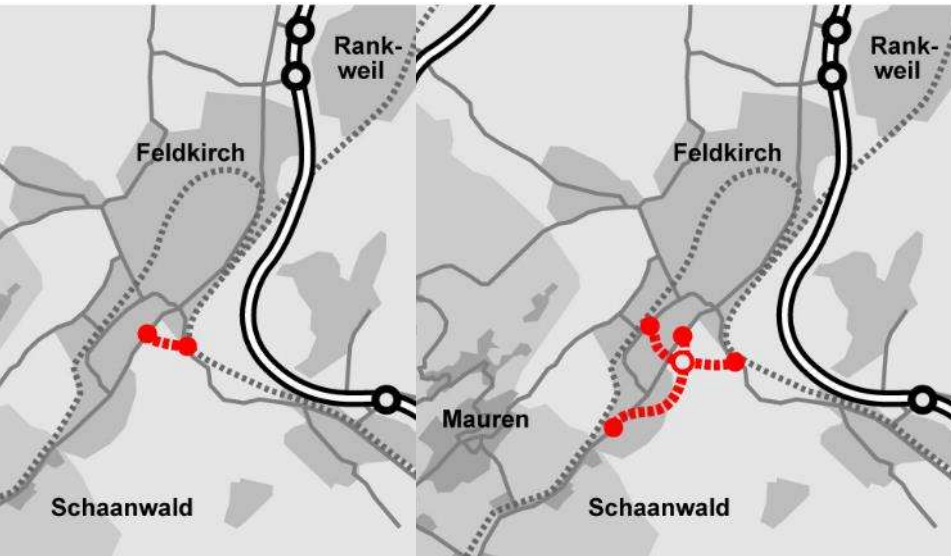 Rank-
weil
Feldkirch
Schaanwald
Rank-
weil
Feldkirch
Mauren
Schaanwald